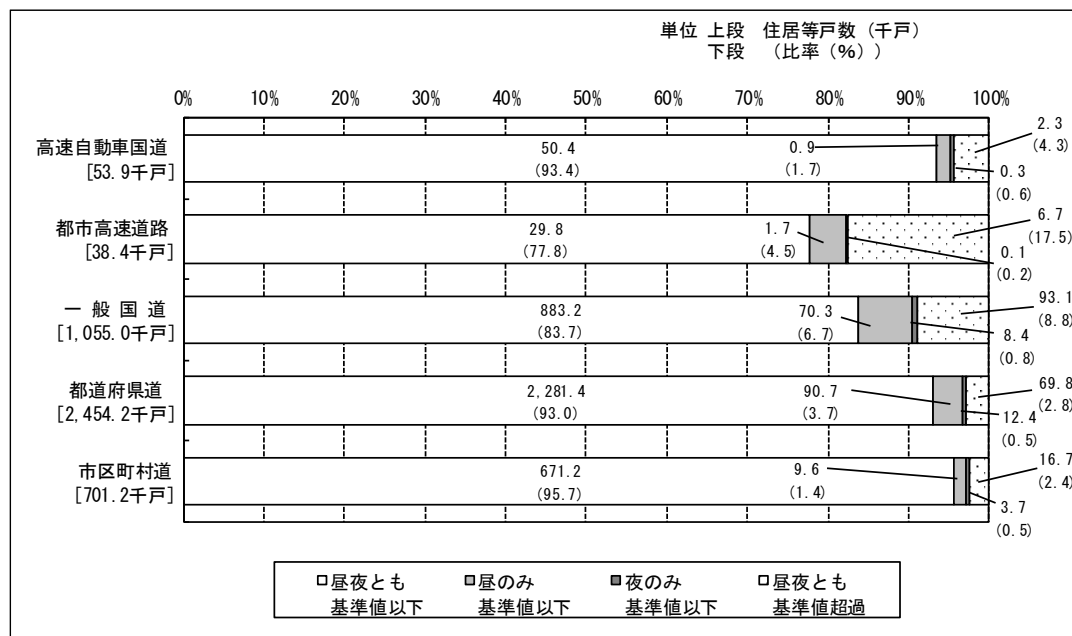 単位 上段 住居等戸数（千戸）
下段 （比率（%））
0% 10% 20% 30% 40% 50% 60% 70% 80% 90% 100%
高速自動車国道
[53.9千戸]
50.4
(93.4)
0.9
(1.7)
2.3
(4.3)
0.3
(0.6)
都市高速道路
[38.4千戸]
29.8
(77.8)
1.7
(4.5)
6.7
(17.5)
0.1
(0.2)
一 般 国 道
[1,055.0千戸]
883.2
(83.7)
70.3
(6.7)
93.1
(8.8)
8.4
(0.8)
都道府県道
[2,454.2千戸]
2,281.4
(93.0)
90.7
(3.7)
69.8
(2.8)
12.4
(0.5)
市区町村道
[701.2千戸]
671.2
(95.7)
9.6
(1.4)
16.7
(2.4)
3.7
(0.5)
昼夜とも
基準値以下
昼のみ
基準値以下
夜のみ
基準値以下
昼夜とも
基準値超過